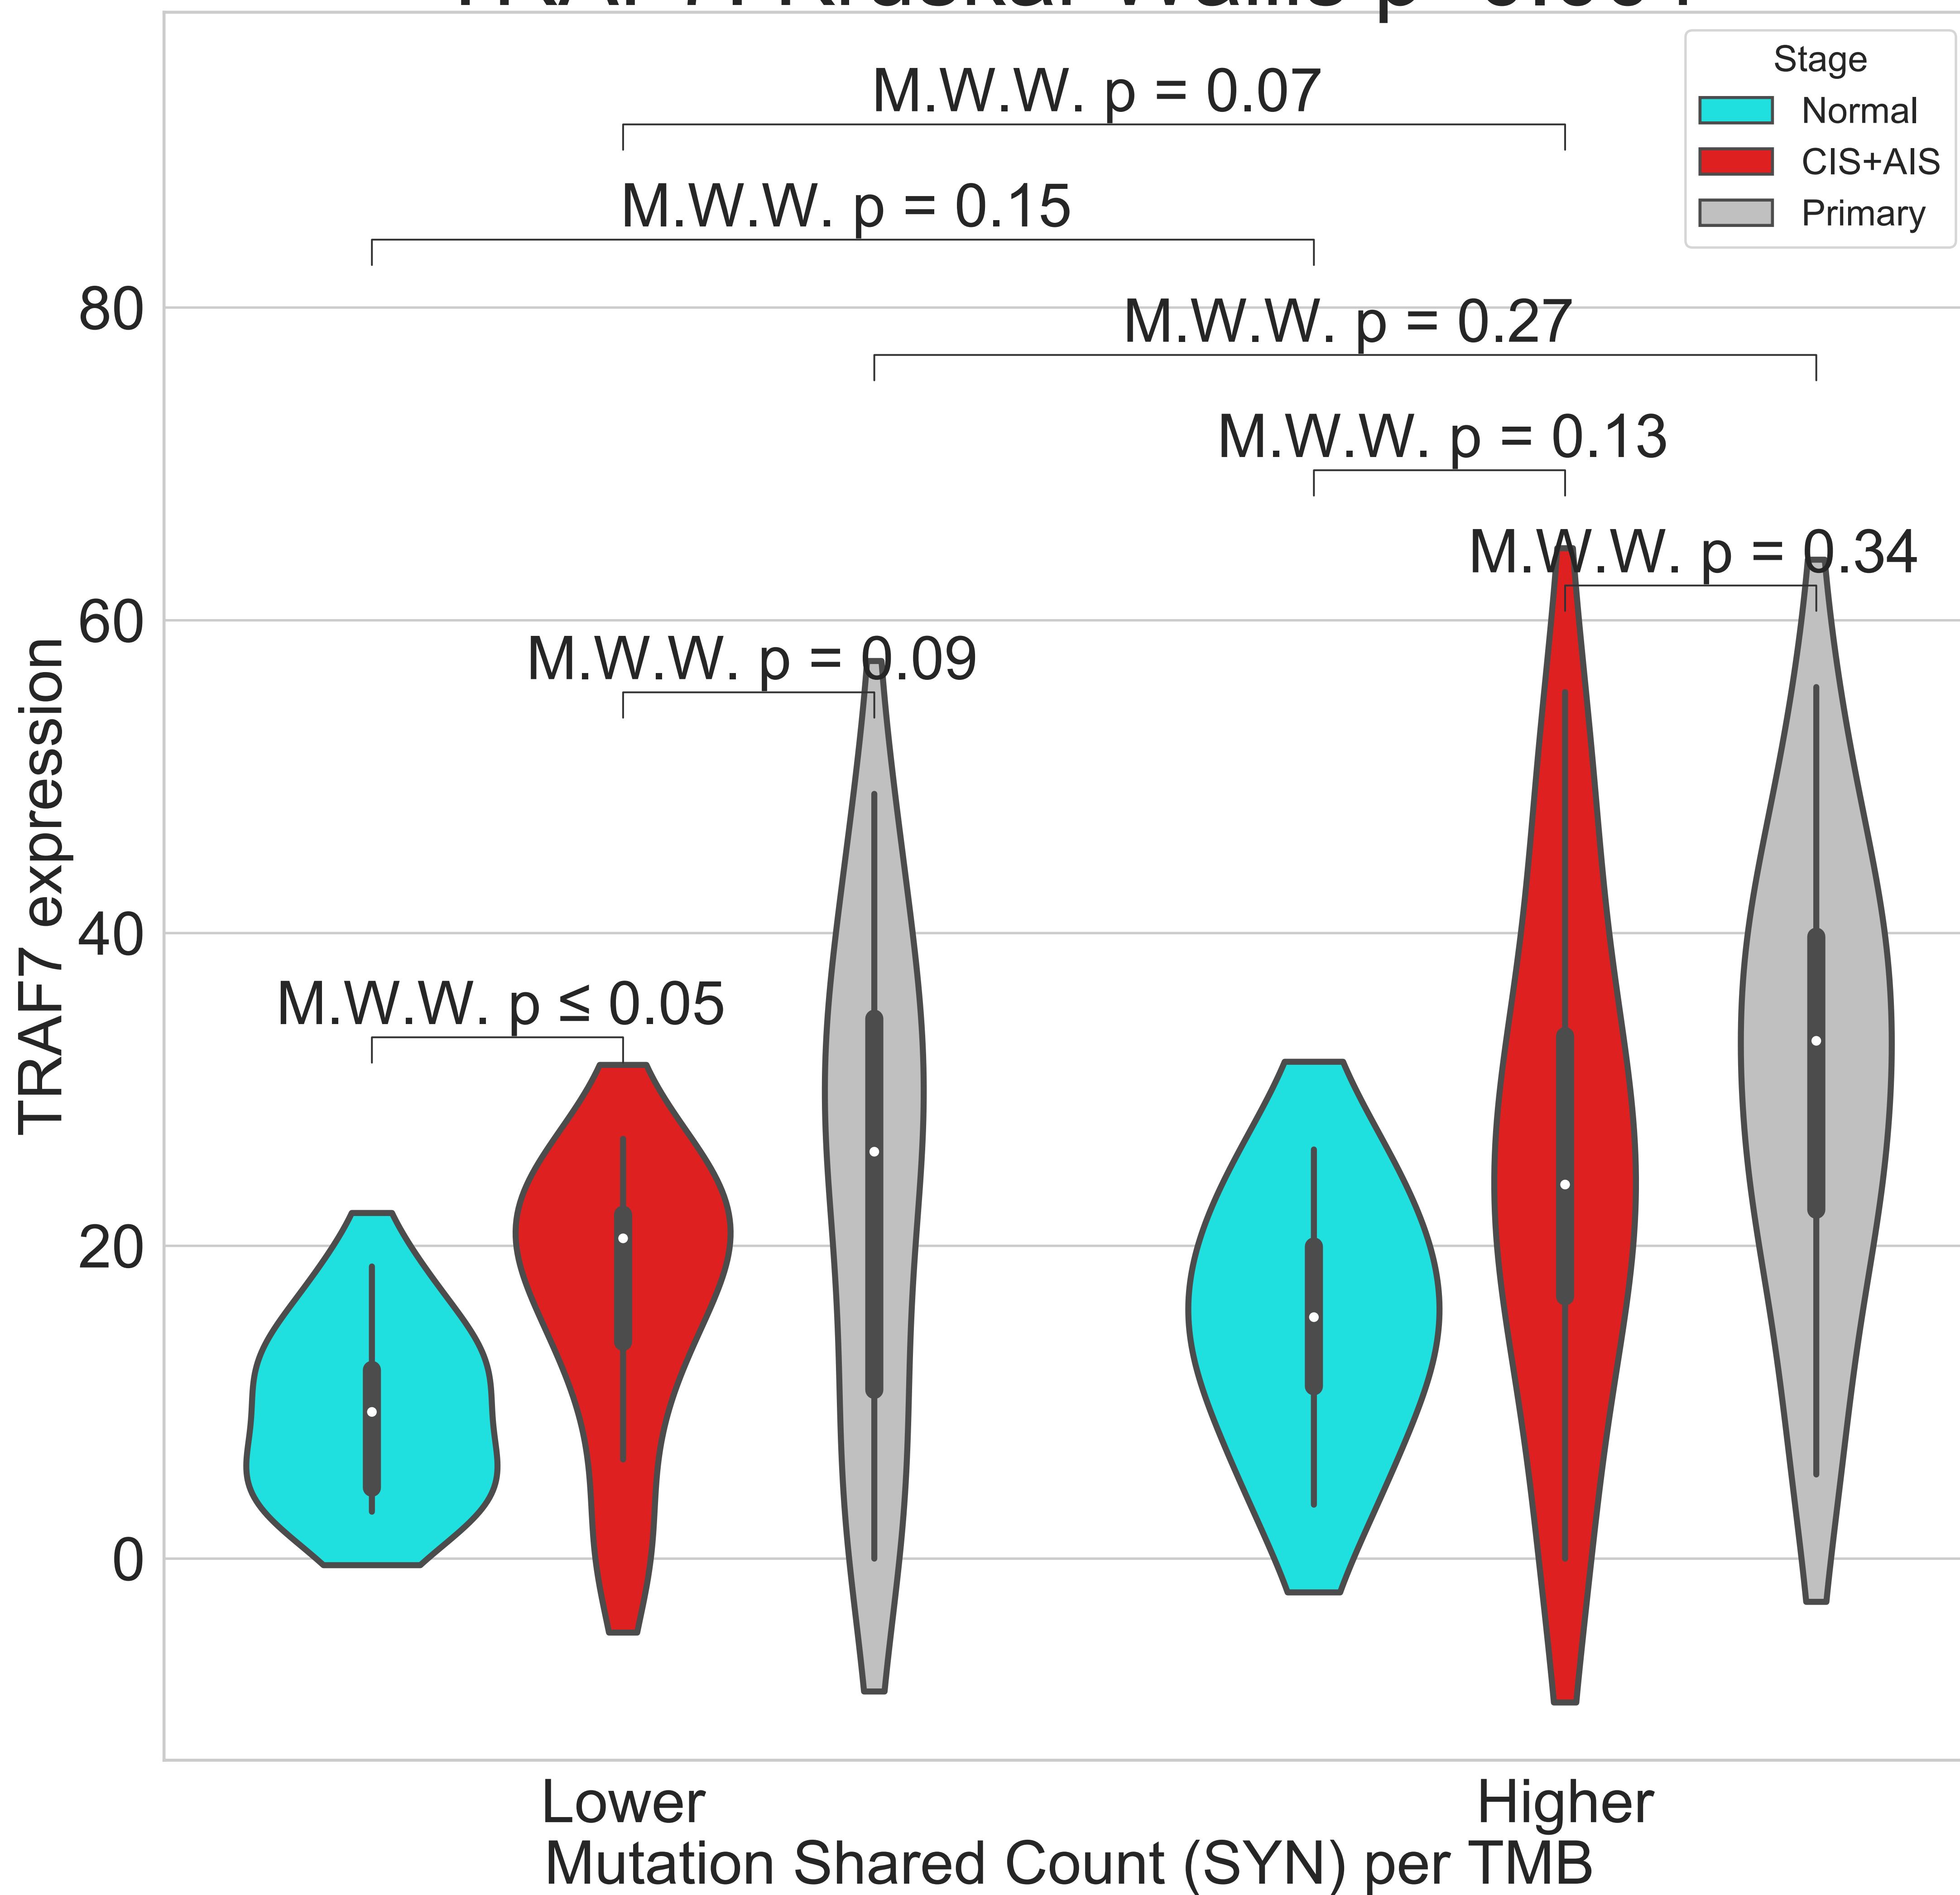 Stage
Normal
CIS+AIS
Primary
M.W.W. p = 0.07
M.W.W. p = 0.15
M.W.W. p = 0.27
M.W.W. p = 0.13
M.W.W. p = 0.34
M.W.W. p = 0.09
M.W.W. p ≤ 0.05
TRAF7 expression
80
60
40
20
0
Lower
Higher
Mutation Shared Count (SYN) per TMB